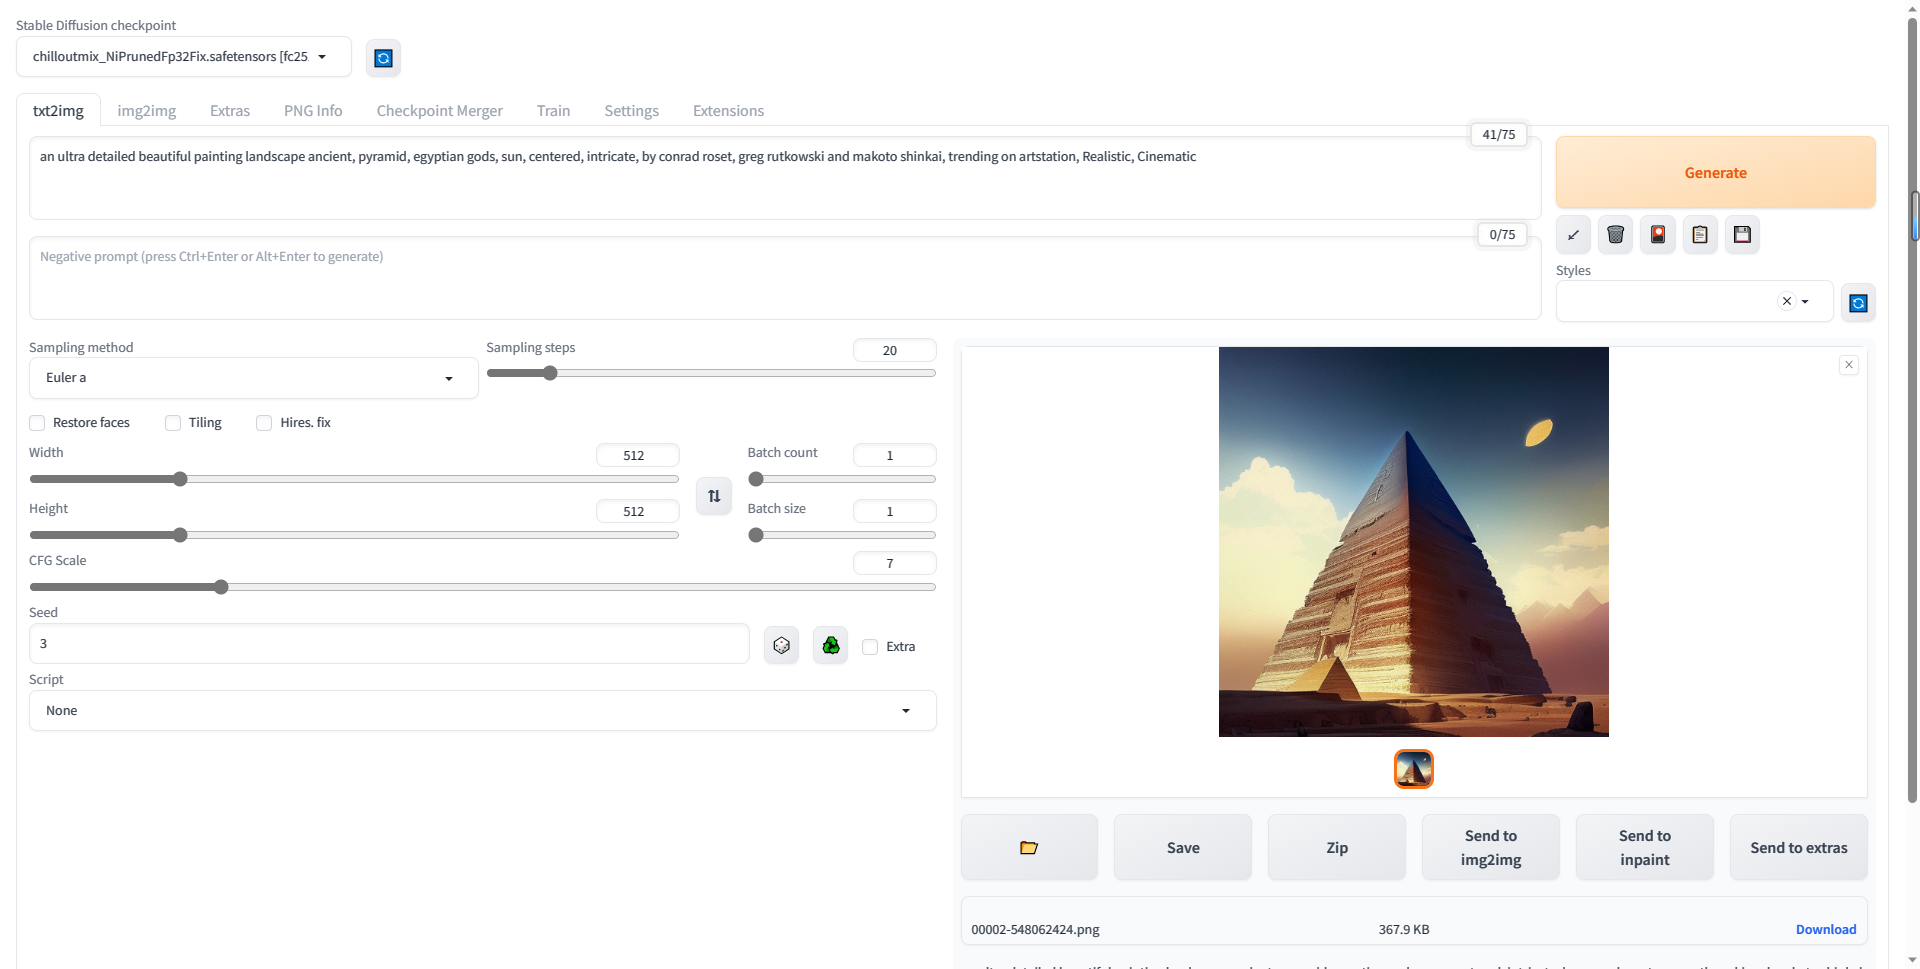 Stable Diffusion checkpoint
chilloutmix_NiPrunedFp32Fix.safetensors [fc25
txt2img img2img Extras PNG Info Checkpoint Merger Train Settings Extensions
41/75
an ultra detailed beautiful painting landscape ancient, pyramid, egyptian gods, sun, centered, intricate, by conrad roset, greg rutkowski and makoto shinkai, trending on artstation, Realistic, Cinematic
Generate
0/75
Negative prompt (press Ctrl+Enter or Alt+Enter to generate)
Styles
Sampling method
Euler a
Sampling steps
20
Restore faces Tiling Hires. fix
Width
512
Batch count
1
Height
512
Batch size
1
CFG Scale
7
Seed
3
Extra
Script
None
Save
Zip
Send to
img2img
Send to
inpaint
Send to extras
00002-548062424.png 367.9 KB Download